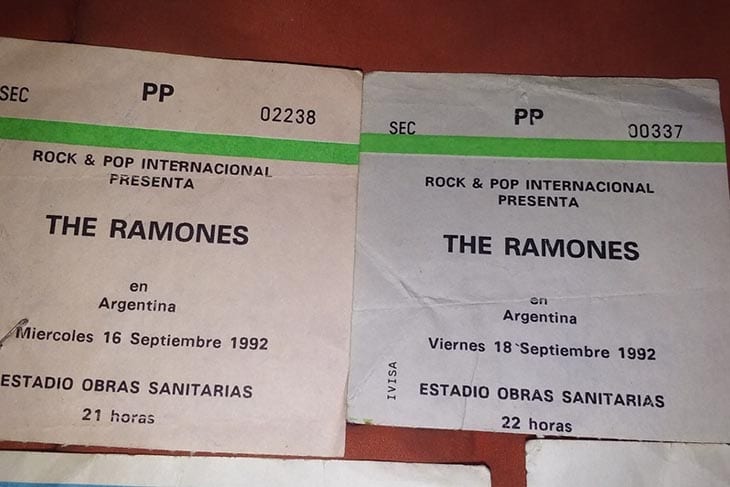 SEC
PP
02238
ROCK & POP INTERNACIONAL
PRESENTA
THE RAMONES
en
Argentina
Miercoles 16 Septiembre 1992
ESTADIO OBRAS SANITARIAS
21 horas
SEC
PP
00337
ROCK & POP INTERNACIONAL
PRESENTA
THE RAMONES
en
Argentina
Viernes 18 Septiembre 1992
IVISA
ESTADIO OBRAS SANITARIAS
22 horas